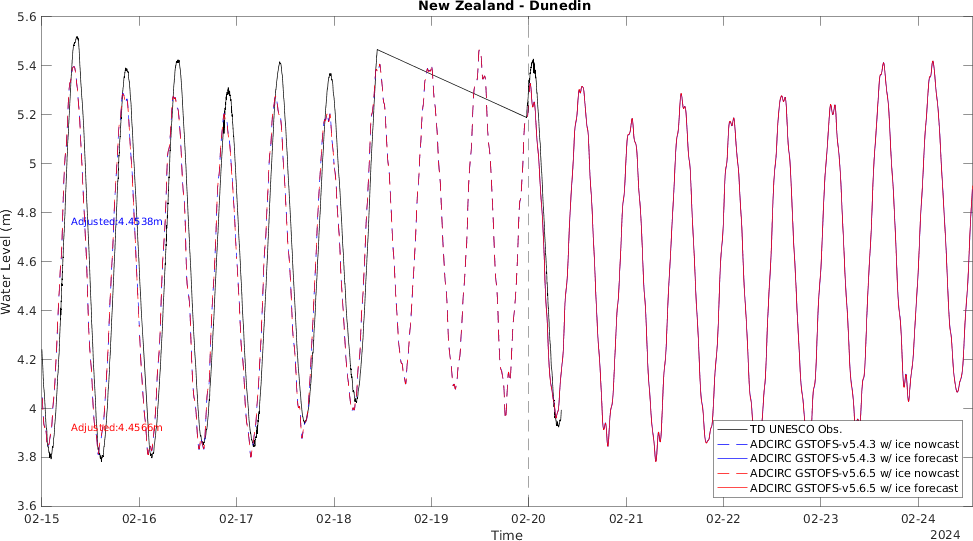 New Zealand - Dunedin
Water Level (m)
5.6
5.4
5.2
5
4.8
4.6
4.4
4.2
4
3.8
3.6
Adjusted:4.4538m
Adjusted:4.4566m
TD UNESCO Obs.
ADCIRC GSTOFS-v5.4.3 w/ ice nowcast
ADCIRC GSTOFS-v5.4.3 w/ ice forecast
ADCIRC GSTOFS-v5.6.5 w/ ice nowcast
ADCIRC GSTOFS-v5.6.5 w/ ice forecast
02-15 02-16 02-17 02-18 02-19 02-20 02-21 02-22 02-23 02-24
Time
2024